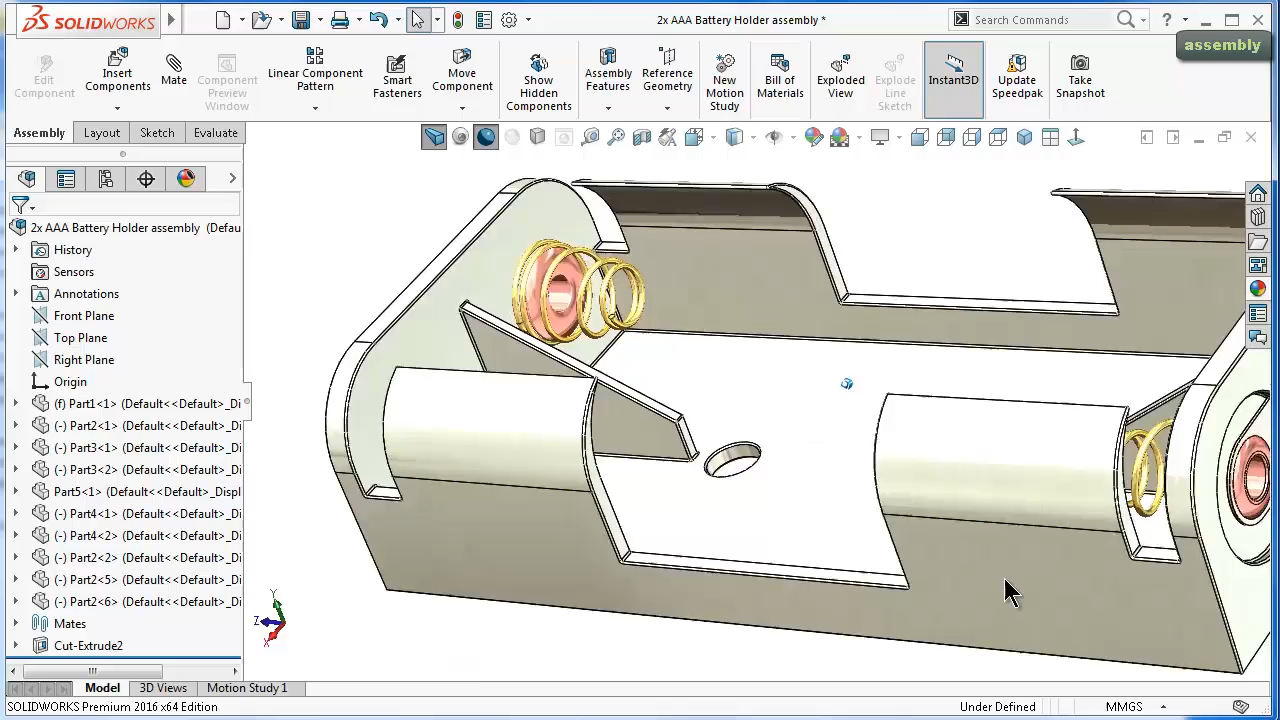 SOLIDWORKS
2x AAA Battery Holder assembly *
Search Commands
?
assembly
Edit Component
Insert Components
Mate
Component Preview Window
Linear Component Pattern
Smart Fasteners
Move Component
Show Hidden Components
Assembly Features
Reference Geometry
New Motion Study
Bill of Materials
Exploded View
Explode Line Sketch
Instant3D
Update Speedpak
Take Snapshot
Assembly
Layout
Sketch
Evaluate
2x AAA Battery Holder assembly (Defau
History
Sensors
Annotations
Front Plane
Top Plane
Right Plane
Origin
(f) Part1<1> (Default<<Default>_Di
(-) Part2<1> (Default<<Default>_Di
(-) Part3<1> (Default<<Default>_Di
(-) Part3<2> (Default<<Default>_Di
Part5<1> (Default<<Default>_Displ
(-) Part4<1> (Default<<Default>_Di
(-) Part4<2> (Default<<Default>_Di
(-) Part2<2> (Default<<Default>_Di
(-) Part2<5> (Default<<Default>_Di
(-) Part2<6> (Default<<Default>_Di
Mates
Cut-Extrude2
Y
Z
X
Model
3D Views
Motion Study 1
SOLIDWORKS Premium 2016 x64 Edition
Under Defined
MMGS